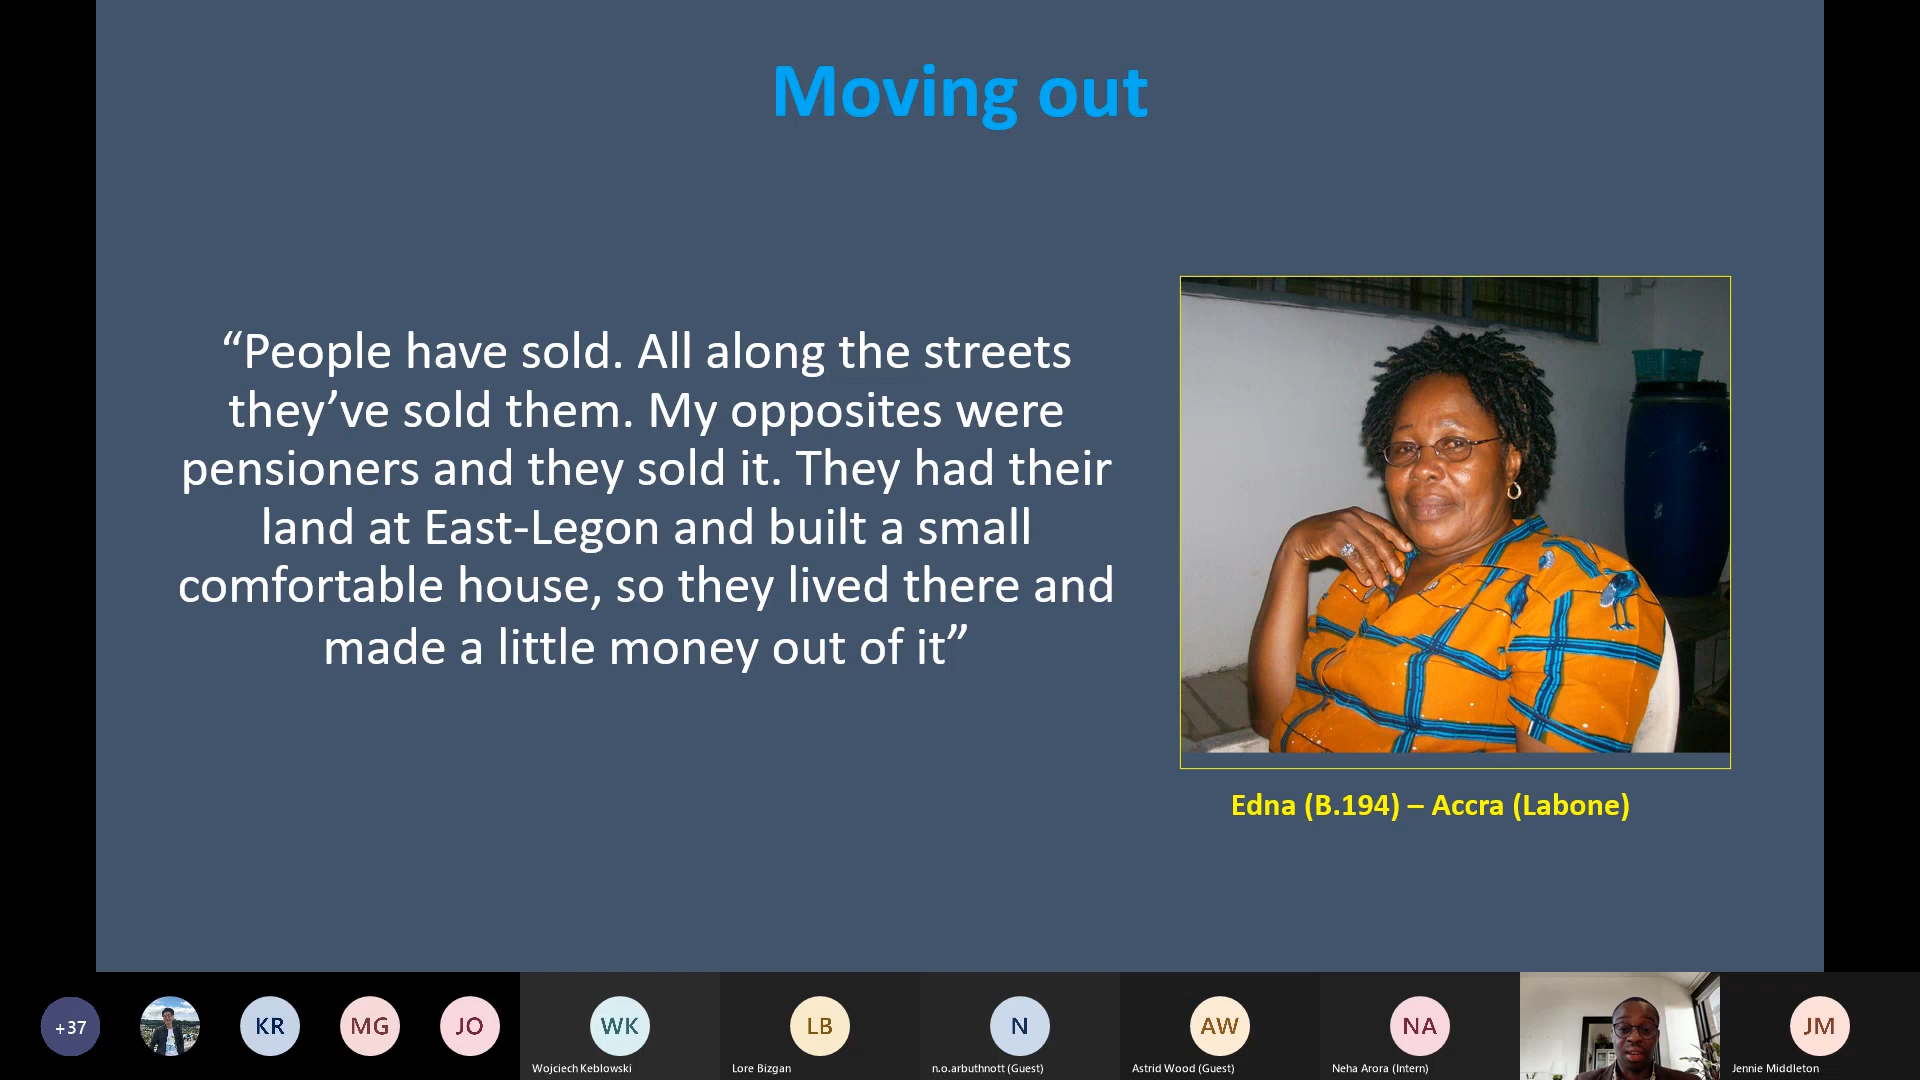 Moving out
“People have sold. All along the streets
they’ve sold them. My opposites were
pensioners and they sold it. They had their
land at East-Legon and built a small
comfortable house, so they lived there and
made a little money out of it”
Edna (B.194) – Accra (Labone)
+37
KR
MG
JO
WK
Wojciech Keblowski
LB
Lore Bizgan
N
n.o.arbuthnott (Guest)
AW
Astrid Wood (Guest)
NA
Neha Arora (Intern)
JM
Jennie Middleton